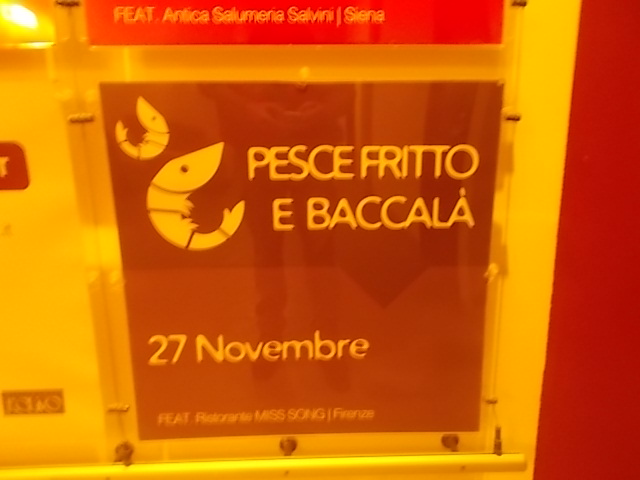 FEAT. Antica Salumeria Salvini | Siena
PESCE FRITTO
E BACCALÀ
27 Novembre
FEAT. Ristorante MISS SONG | Firenze